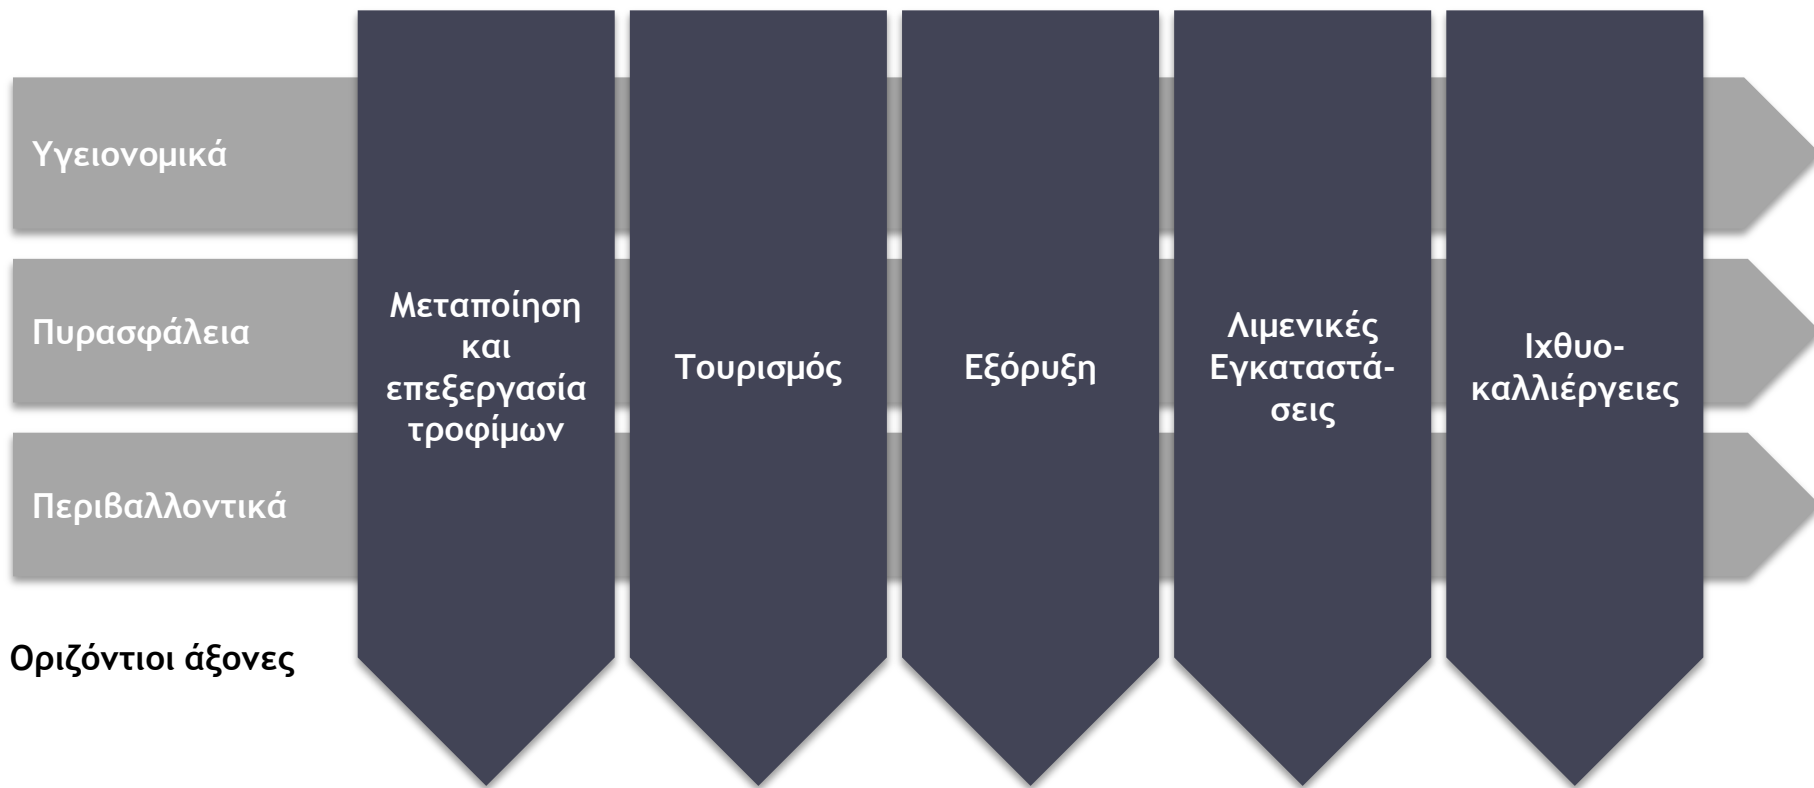 Υγειονομικά
Πυρασφάλεια
Περιβαλλοντικά
Οριζόντιοι άξονες
Μεταποίηση
και
επεξεργασία
τροφίμων
Τουρισμός
Εξόρυξη
Λιμενικές
Εγκαταστά-
σεις
Ιχθυο-
καλλιέργειες